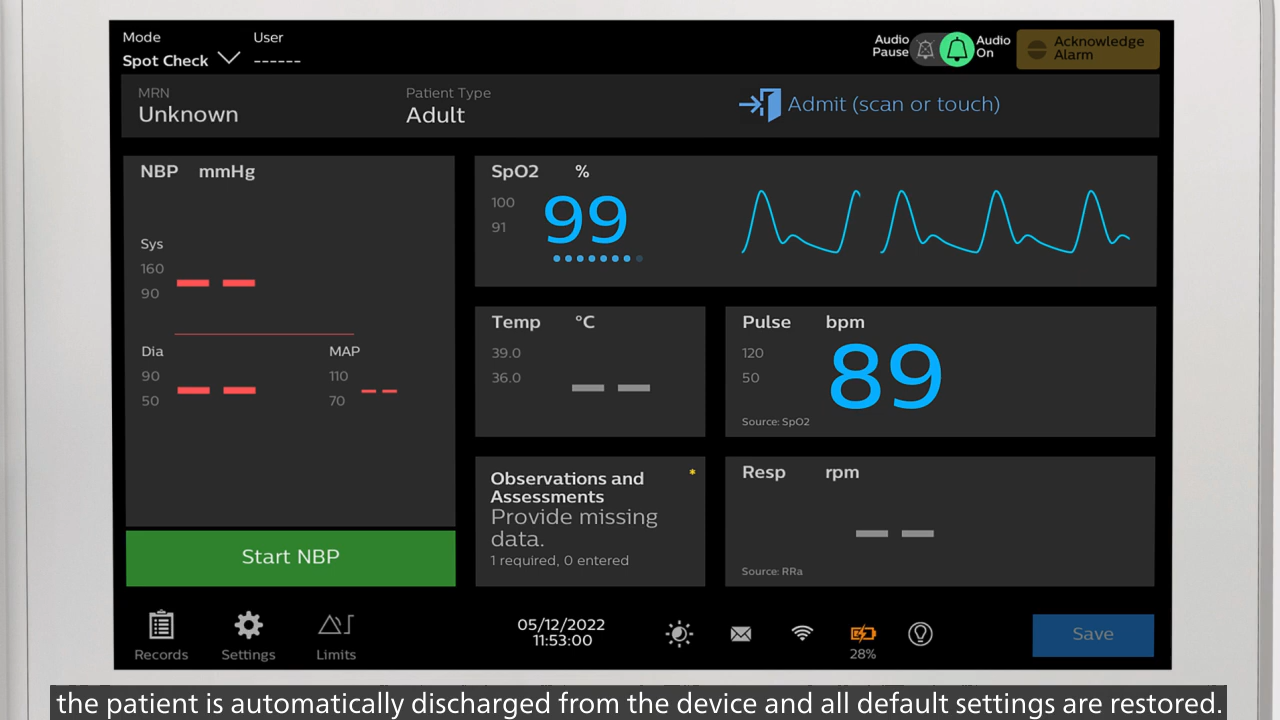 Mode
Spot Check
User
------
Audio
Pause
Audio
On
Acknowledge
Alarm
MRN
Unknown
Patient Type
Adult
Admit (scan or touch)
NBP mmHg
Sys
160
90
-- --
Dia
90
50
-- --
MAP
110
70
-- --
Start NBP
SpO2 %
100
91
99
Temp °C
39.0
36.0
-- --
Pulse bpm
120
50
89
Source: SpO2
Observations and *
Assessments
Provide missing
data.
1 required, 0 entered
Resp rpm
-- --
Source: RRa
Records
Settings
Limits
05/12/2022
11:53:00
28%
Save
the patient is automatically discharged from the device and all default settings are restored.